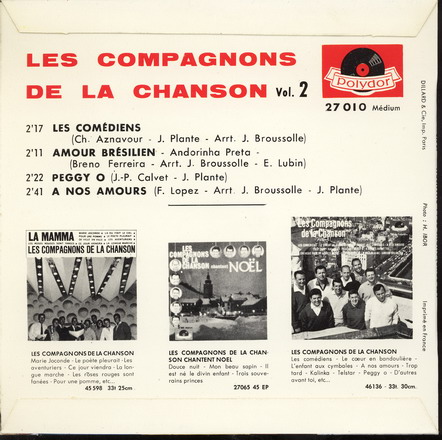 LES COMPAGNONS
DE LA CHANSON Vol. 2
Polydor
27 010 Médium
2'17 LES COMÉDIENS
(Ch. Aznavour - J. Plante - Arrt. J. Broussolle)
2'11 AMOUR BRÉSILIEN - Andorinha Preta -
(Breno Ferreira - Arrt. J. Broussolle - E. Lubin)
2'22 PEGGY O (J.-P. Calvet - J. Plante)
2'41 A NOS AMOURS (F. Lopez - Arrt. J. Broussolle - J. Plante)
LA MAMMA
LES COMPAGNONS DE LA CHANSON
LES COMPAGNONS DE LA CHANSON
Marie Joconde - Le poète pleurait - Les
aventuriers - Ce jour viendra - La lon-
gue marche - Les rôses rouges sont
fanées - Pour une pomme, etc...
45 598 33t 25cm
LES COMPAGNONS
DE LA
CHANSON
chantent
NOËL
LES COMPAGNONS DE LA CHAN-
SON CHANTENT NOEL
Douce nuit - Mon beau sapin - Il
est né le divin enfant - Trois souve-
rains princes
27065 45 EP
Les Compagnons
de la Chanson
LES COMPAGNONS DE LA CHANSON
Les comédiens - Le cœur en bandoulière -
L'enfant aux cymbales - A nos amours - Trop
tard - Kalinka - Telstar - Peggy o - D'autres
avant toi, etc...
46136 - 33t. 30cm.
DILLARD & Cie, Imp. Paris
Photo : H. IBOR
Imprimé en France